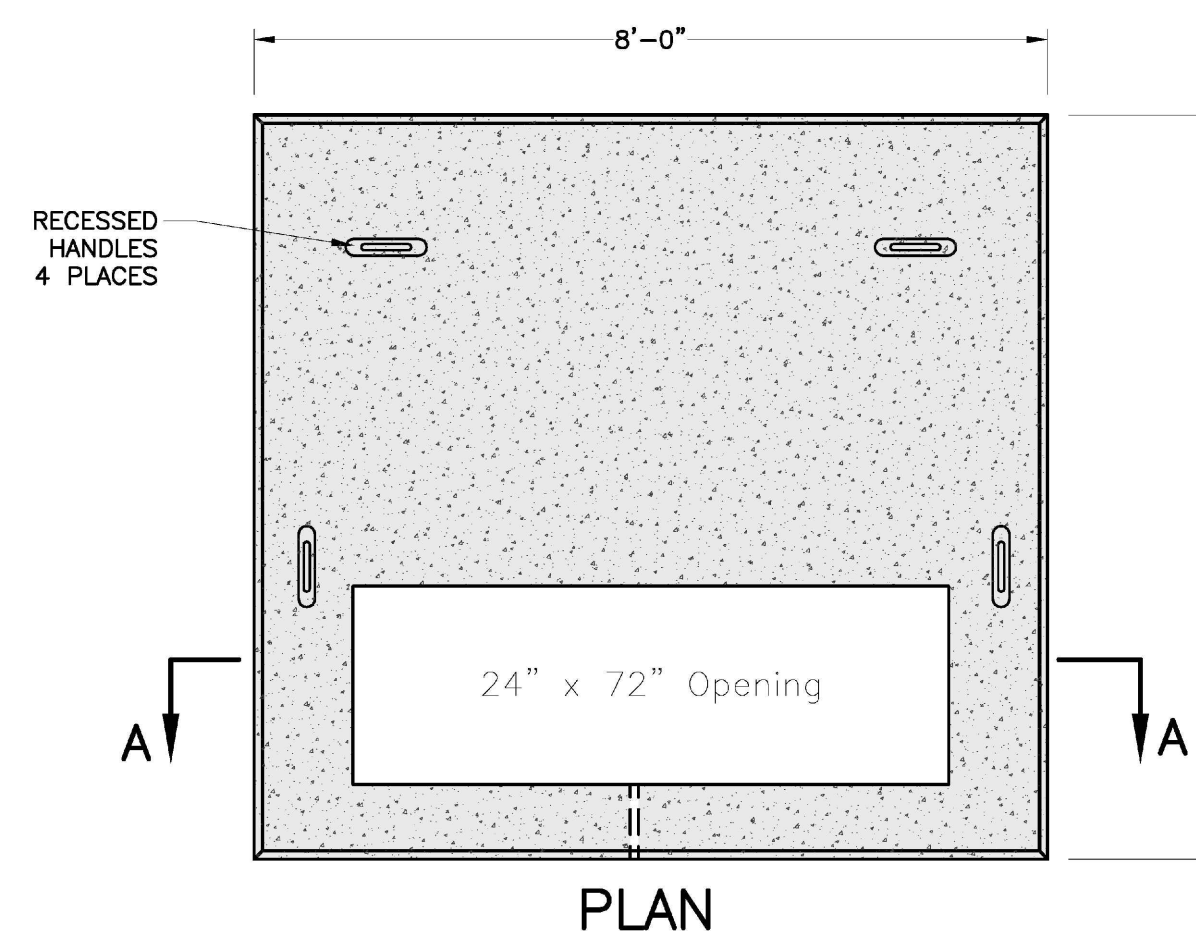 8'-0"
RECESSED
HANDLES
4 PLACES
24" x 72" Opening
A
A
PLAN